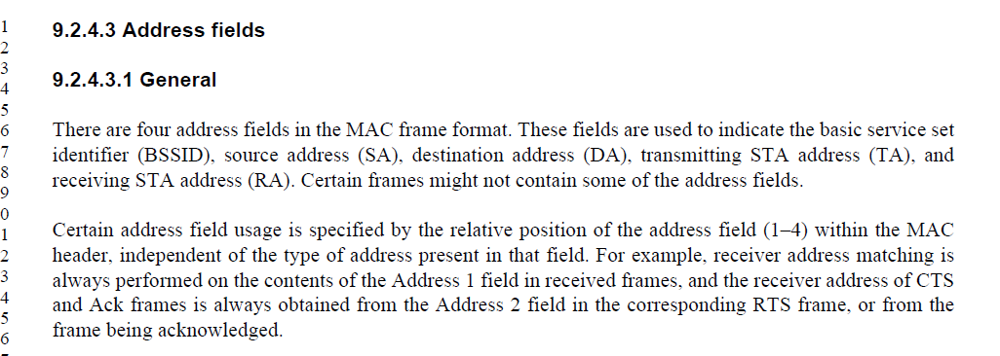 1
2
3
4
5
6
7
8
9
0
1
2
3
4
5
6
9.2.4.3 Address fields
9.2.4.3.1 General
There are four address fields in the MAC frame format. These fields are used to indicate the basic service set
identifier (BSSID), source address (SA), destination address (DA), transmitting STA address (TA), and
receiving STA address (RA). Certain frames might not contain some of the address fields.
Certain address field usage is specified by the relative position of the address field (1–4) within the MAC
header, independent of the type of address present in that field. For example, receiver address matching is
always performed on the contents of the Address 1 field in received frames, and the receiver address of CTS
and Ack frames is always obtained from the Address 2 field in the corresponding RTS frame, or from the
frame being acknowledged.